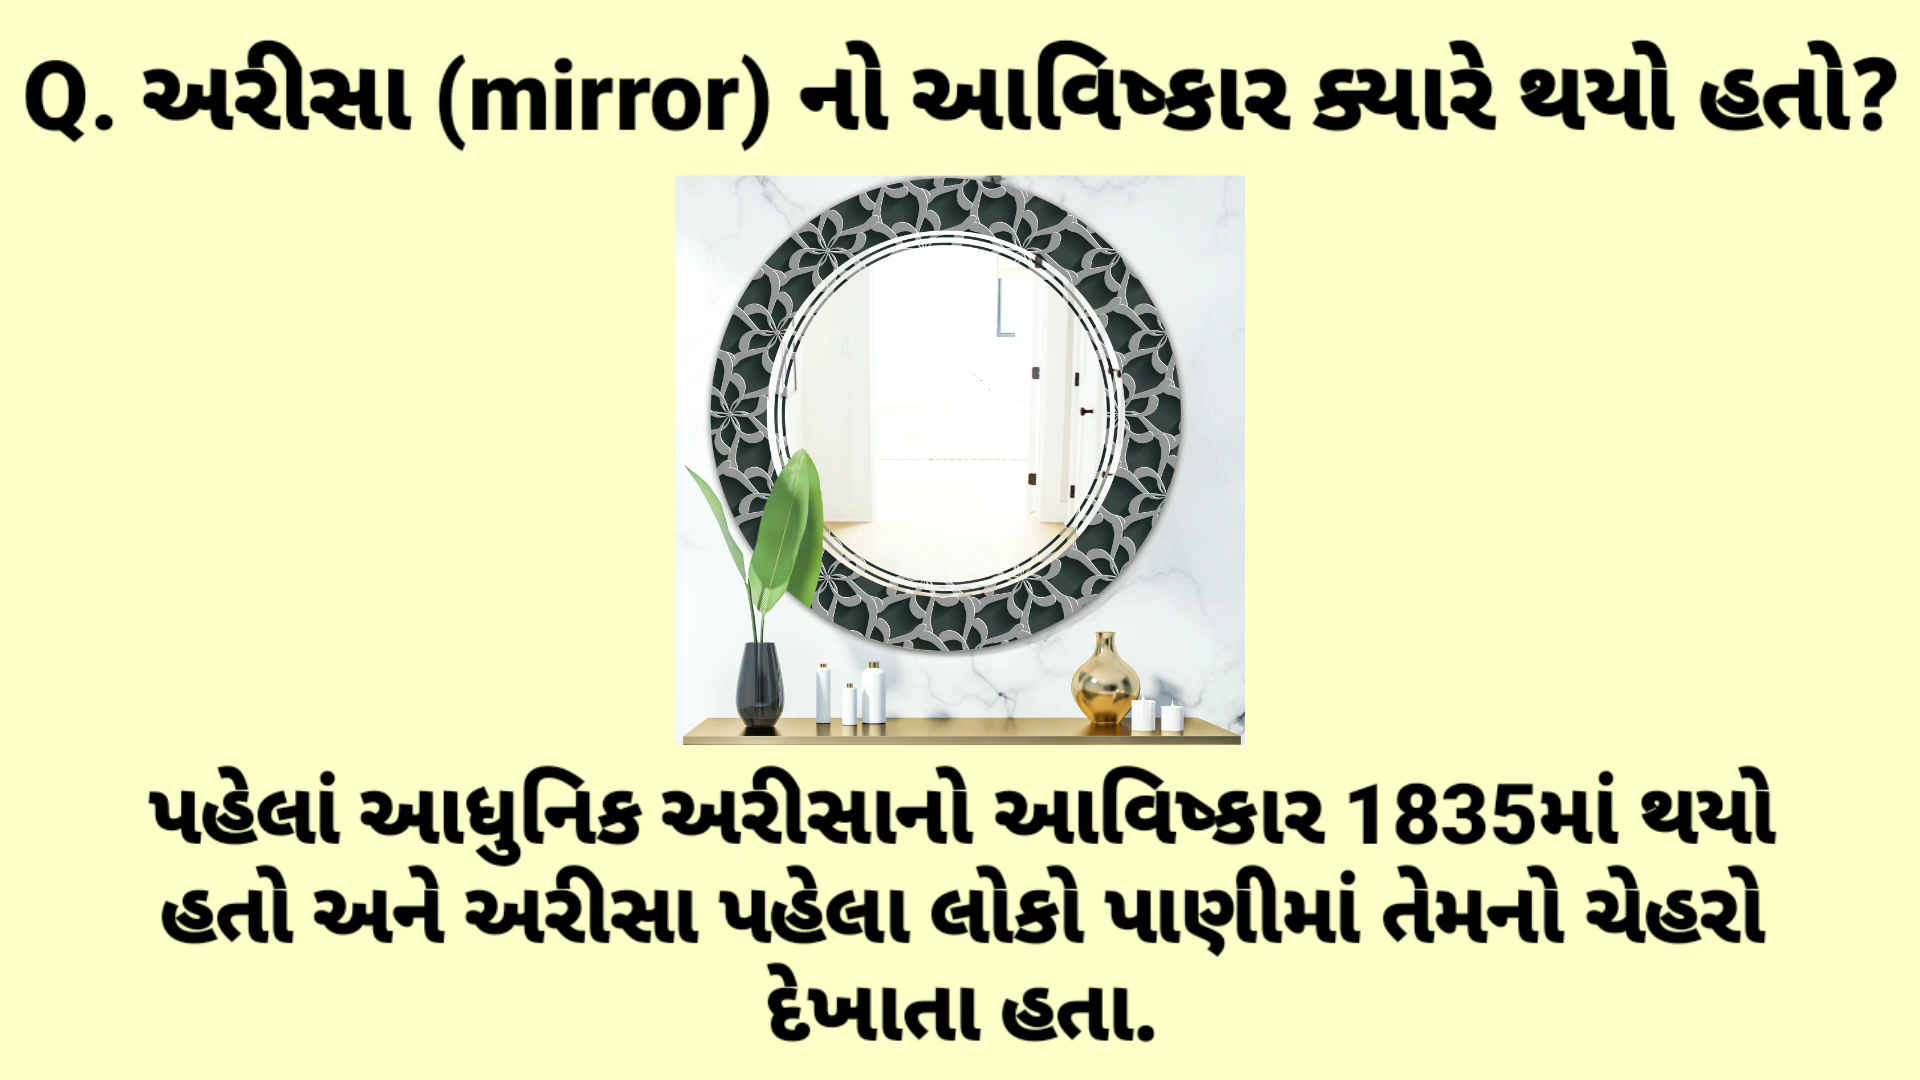 Q. અરીસા (mirror) નો આવિષ્કાર ક્યારે થયો હતો?
પહેલાં આધુનિક અરીસાનો આવિષ્કાર 1835માં થયો
હતો અને અરીસા પહેલા લોકો પાણીમાં તેમનો ચેહરો
દેખાતા હતા.